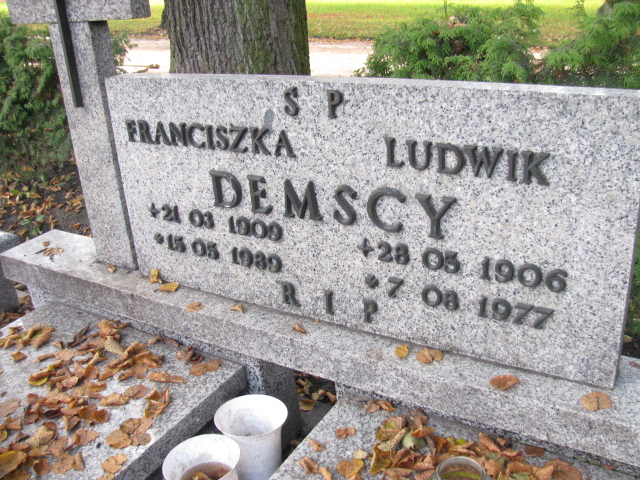 S P
FRANCISZKA LUDWIK
DEMSCY
+21 03 1909 +28 05 1906
*15 05 1989 *7 08 1977
R I P